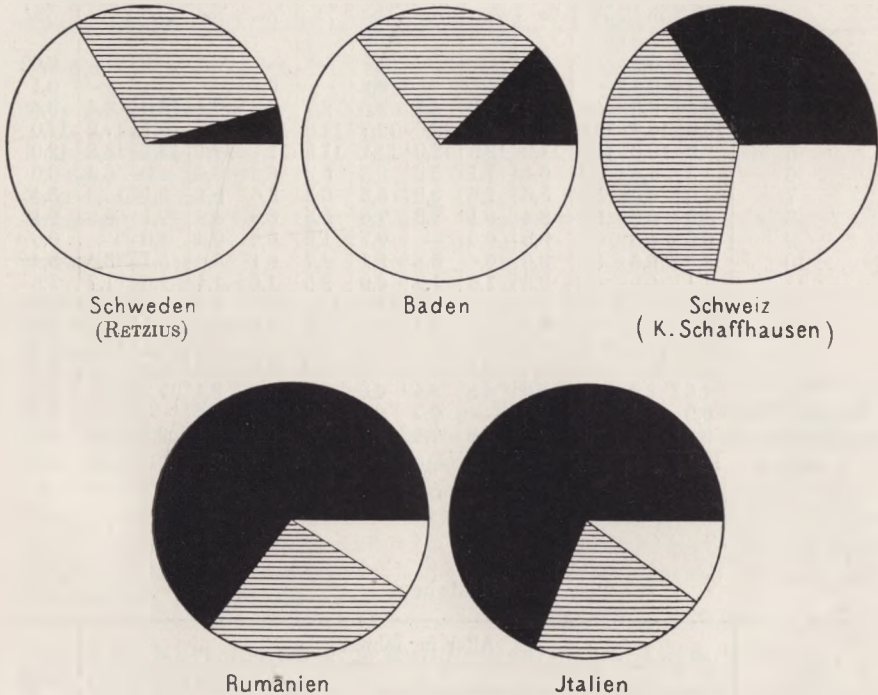 Schweden
(RETZIUS)
Baden
Schweiz
( K. Schaffhausen )
Rumänien
Jtalien